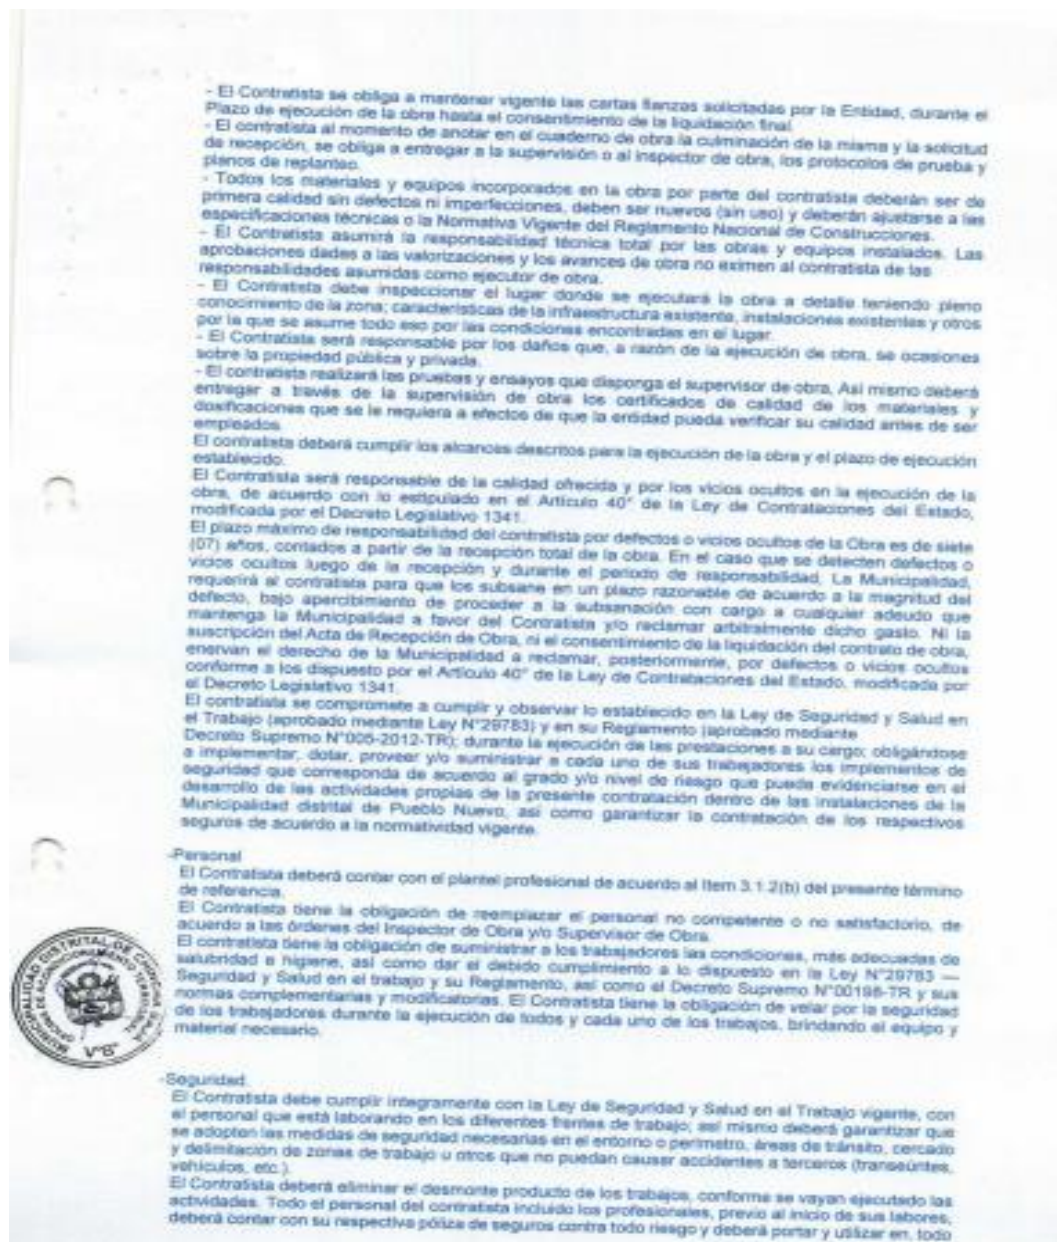 - El Contratista se obliga a mantener vigente las cartas fianzas solicitadas por la Entidad, durante el
Plazo de ejecución de la obra hasta el consentimiento de la liquidación final.
- El contratista al momento de anotar en el cuaderno de obra la culminación de la misma y la solicitud
de recepción, se obliga a entregar a la supervisión o al inspector de obra, los protocolos de prueba y
planos de replanteo.
- Todos los materiales y equipos incorporados en la obra por parte del contratista deberán ser de
primera calidad sin defectos ni imperfecciones, deben ser nuevos (sin uso) y deberán ajustarse a las
especificaciones técnicas o la Normativa Vigente del Reglamento Nacional de Construcciones.
- El Contratista asumirá la responsabilidad técnica total por las obras y equipos instalados. Las
aprobaciones dadas a las valorizaciones y los avances de obra no eximen al contratista de las
responsabilidades asumidas como ejecutor de obra.
- El Contratista debe inspeccionar el lugar donde se ejecutará la obra a detalle teniendo pleno
conocimiento de la zona; características de la infraestructura existente, instalaciones existentes y otros
por la que se asume todo eso por las condiciones encontradas en el lugar.
- El Contratista será responsable por los daños que, a razón de la ejecución de obra, se ocasiones
sobre la propiedad pública y privada.
- El contratista realizará las pruebas y ensayos que disponga el supervisor de obra, Así mismo deberá
entregar a través de la supervisión de obra los certificados de calidad de los materiales y
dosificaciones que se le requiera a efectos de que la entidad pueda verificar su calidad antes de ser
empleados.
El contratista deberá cumplir los alcances descritos para la ejecución de la obra y el plazo de ejecución
establecido.
El Contratista será responsable de la calidad ofrecida y por los vicios ocultos en la ejecución de la
obra, de acuerdo con lo estipulado en el Artículo 40° de la Ley de Contrataciones del Estado,
modificada por el Decreto Legislativo 1341.
El plazo máximo de responsabilidad del contratista por defectos o vicios ocultos de la Obra es de siete
(07) años, contados a partir de la recepción total de la obra. En el caso que se detecten defectos o
vicios ocultos luego de la recepción y durante el periodo de responsabilidad, La Municipalidad,
requerirá al contratista para que los subsane en un plazo razonable de acuerdo a la magnitud del
defecto, bajo apercibimiento de proceder a la subsanación con cargo a cualquier adeudo que
mantenga la Municipalidad a favor del Contratista y/o reclamar arbitralmente dicho gasto. Ni la
suscripción del Acta de Recepción de Obra, ni el consentimiento de la liquidación del contrato de obra,
enervan el derecho de la Municipalidad a reclamar, posteriormente, por defectos o vicios ocultos
conforme a los dispuesto por el Artículo 40° de la Ley de Contrataciones del Estado, modificada por
el Decreto Legislativo 1341.
El contratista se compromete a cumplir y observar lo establecido en la Ley de Seguridad y Salud en
el Trabajo (aprobado mediante Ley N°29783) y en su Reglamento (aprobado mediante
Decreto Supremo N°005-2012-TR); durante la ejecución de las prestaciones a su cargo; obligándose
a implementar, dotar, proveer y/o suministrar a cada uno de sus trabajadores los implementos de
seguridad que corresponda de acuerdo al grado y/o nivel de riesgo que pueda evidenciarse en el
desarrollo de las actividades propias de la presente contratación dentro de las instalaciones de la
Municipalidad distrital de Pueblo Nuevo, así como garantizar la contratación de los respectivos
seguros de acuerdo a la normatividad vigente.
-Personal
El Contratista deberá contar con el plantel profesional de acuerdo al Item 3.1.2(b) del presente término
de referencia.
El Contratista tiene la obligación de reemplazar el personal no competente o no satisfactorio, de
acuerdo a las órdenes del Inspector de Obra y/o Supervisor de Obra.
El contratista tiene la obligación de suministrar a los trabajadores las condiciones, más adecuadas de
salubridad e higiene, así como dar el debido cumplimiento a lo dispuesto en la Ley N°29783 —
Seguridad y Salud en el trabajo y su Reglamento, así como el Decreto Supremo N°00198-TR y sus
normas complementarias y modificatorias. El Contratista tiene la obligación de velar por la seguridad
de los trabajadores durante la ejecución de todos y cada uno de los trabajos, brindando el equipo y
material necesario.
MUNICIPALIDAD DISTRITAL DE
V°B°
-Seguridad
El Contratista debe cumplir íntegramente con la Ley de Seguridad y Salud en el Trabajo vigente, con
el personal que está laborando en los diferentes frentes de trabajo; así mismo deberá garantizar que
se adopten las medidas de seguridad necesarias en el entorno o perímetro, áreas de tránsito, cercado
y delimitación de zonas de trabajo u otros que no puedan causar accidentes a terceros (transeúntes,
vehículos, etc.).
El Contratista deberá eliminar el desmonte producto de los trabajos, conforme se vayan ejecutado las
actividades. Todo el personal del contratista incluido los profesionales, previo al inicio de sus labores,
deberá contar con su respectiva póliza de seguros contra todo riesgo y deberá portar y utilizar en, todo